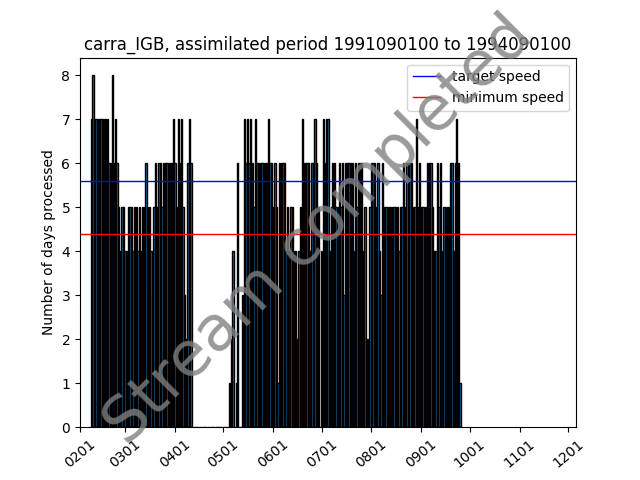 carra_IGB, assimilated period 1991090100 to 1994090100
target speed
minimum speed
Number of days processed
8
7
6
5
4
3
2
1
0
0201 0301 0401 0501 0601 0701 0801 0901 1001 1101 1201
Stream completed